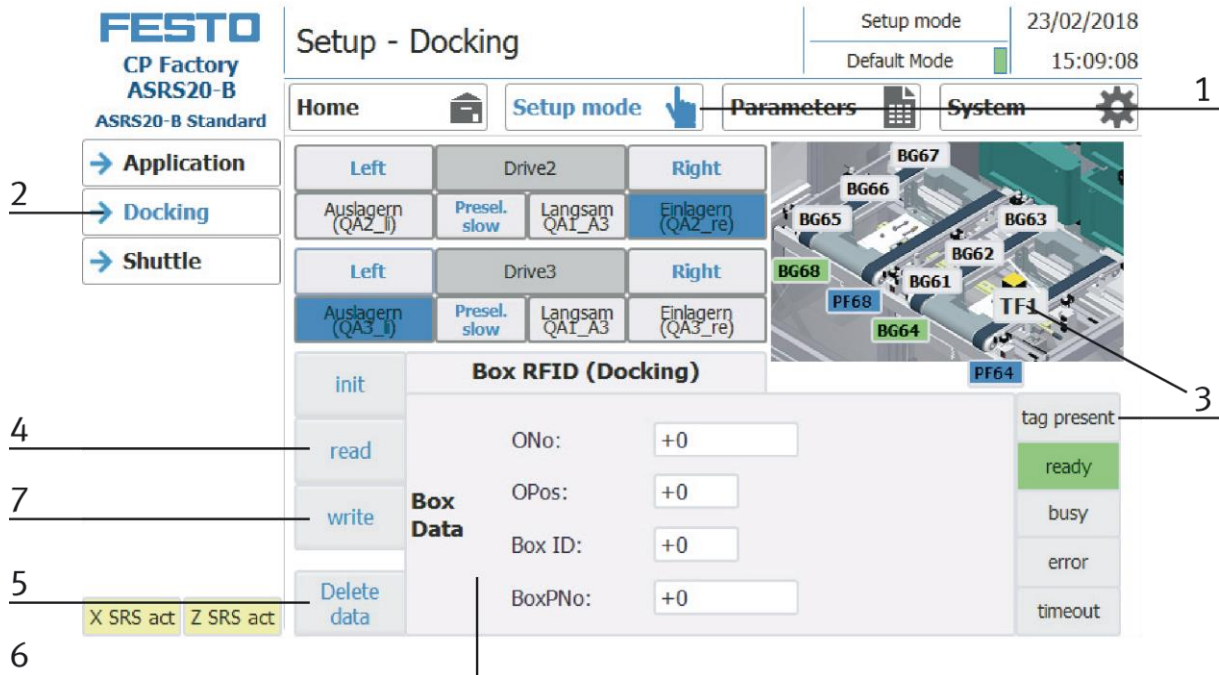 FESTO
CP Factory
ASRS20-B
ASRS20-B Standard
Setup - Docking
Setup mode
Default Mode
23/02/2018
15:09:08
Home
Setup mode
Parameters
System
1
Application
2
Docking
Shuttle
Left
Drive2
Right
Auslagern
(QA2_li)
Presel.
slow
Langsam
QA1_A3
Einlagern
(QA2_re)
Left
Drive3
Right
Auslagern
(QA3_li)
Presel.
slow
Langsam
QA1_A3
Einlagern
(QA3_re)
BG67
BG66
BG65
BG63
BG62
BG68
BG61
PF68
TF1
BG64
PF64
3
init
Box RFID (Docking)
4
read
7
write
5
Delete
data
Box
Data
ONo: +0
OPos: +0
Box ID: +0
BoxPNo: +0
tag present
ready
busy
error
timeout
X SRS act
Z SRS act
6